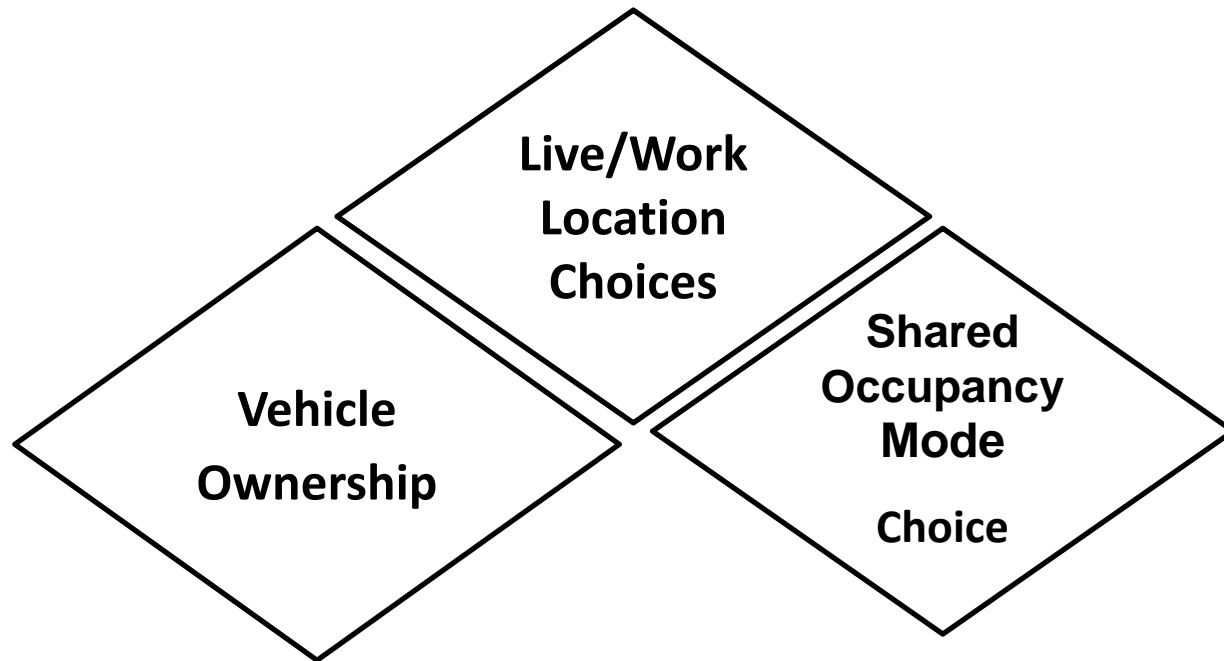 Live/Work
Location
Choices
Vehicle
Ownership
Shared
Occupancy
Mode
Choice